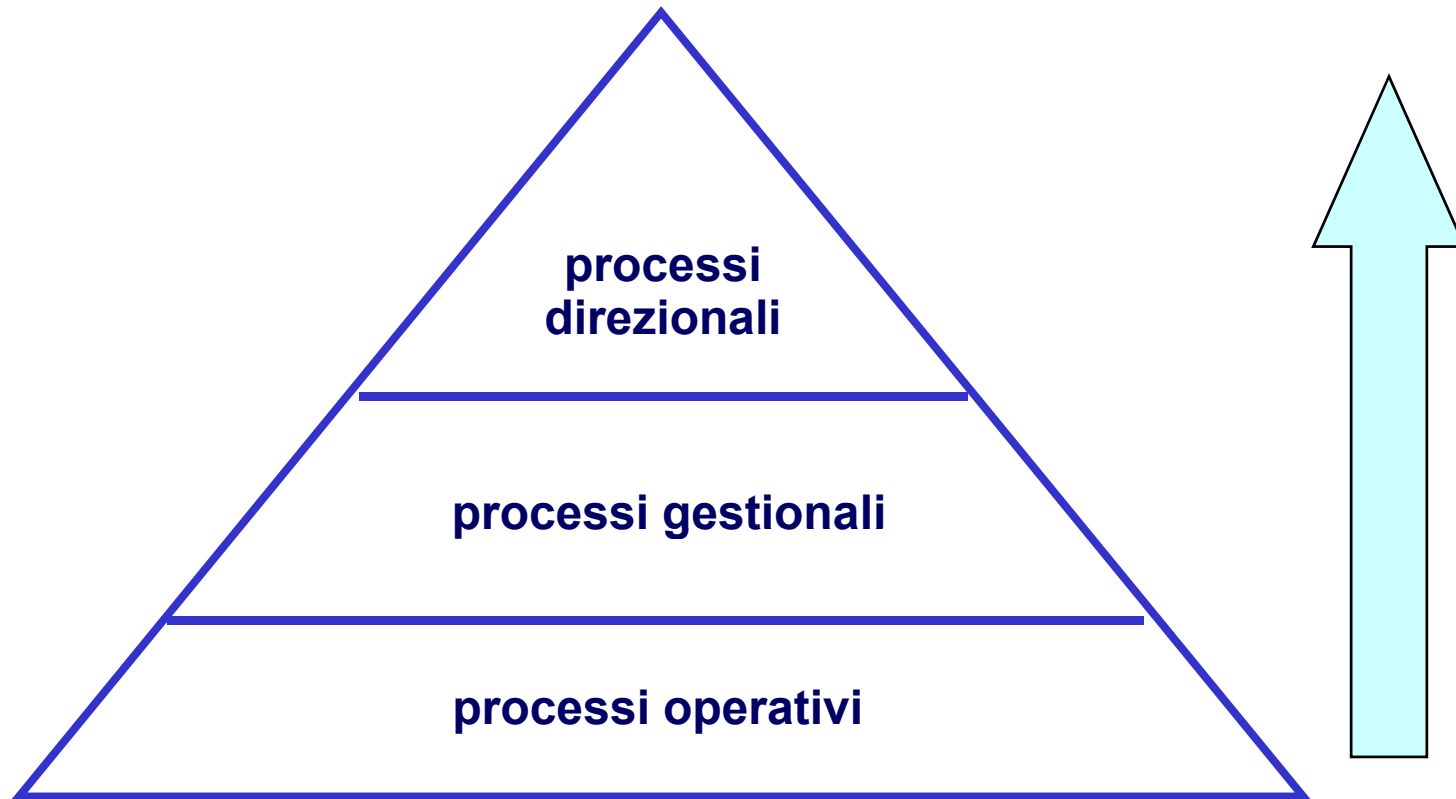 processi
direzionali
processi gestionali
processi operativi